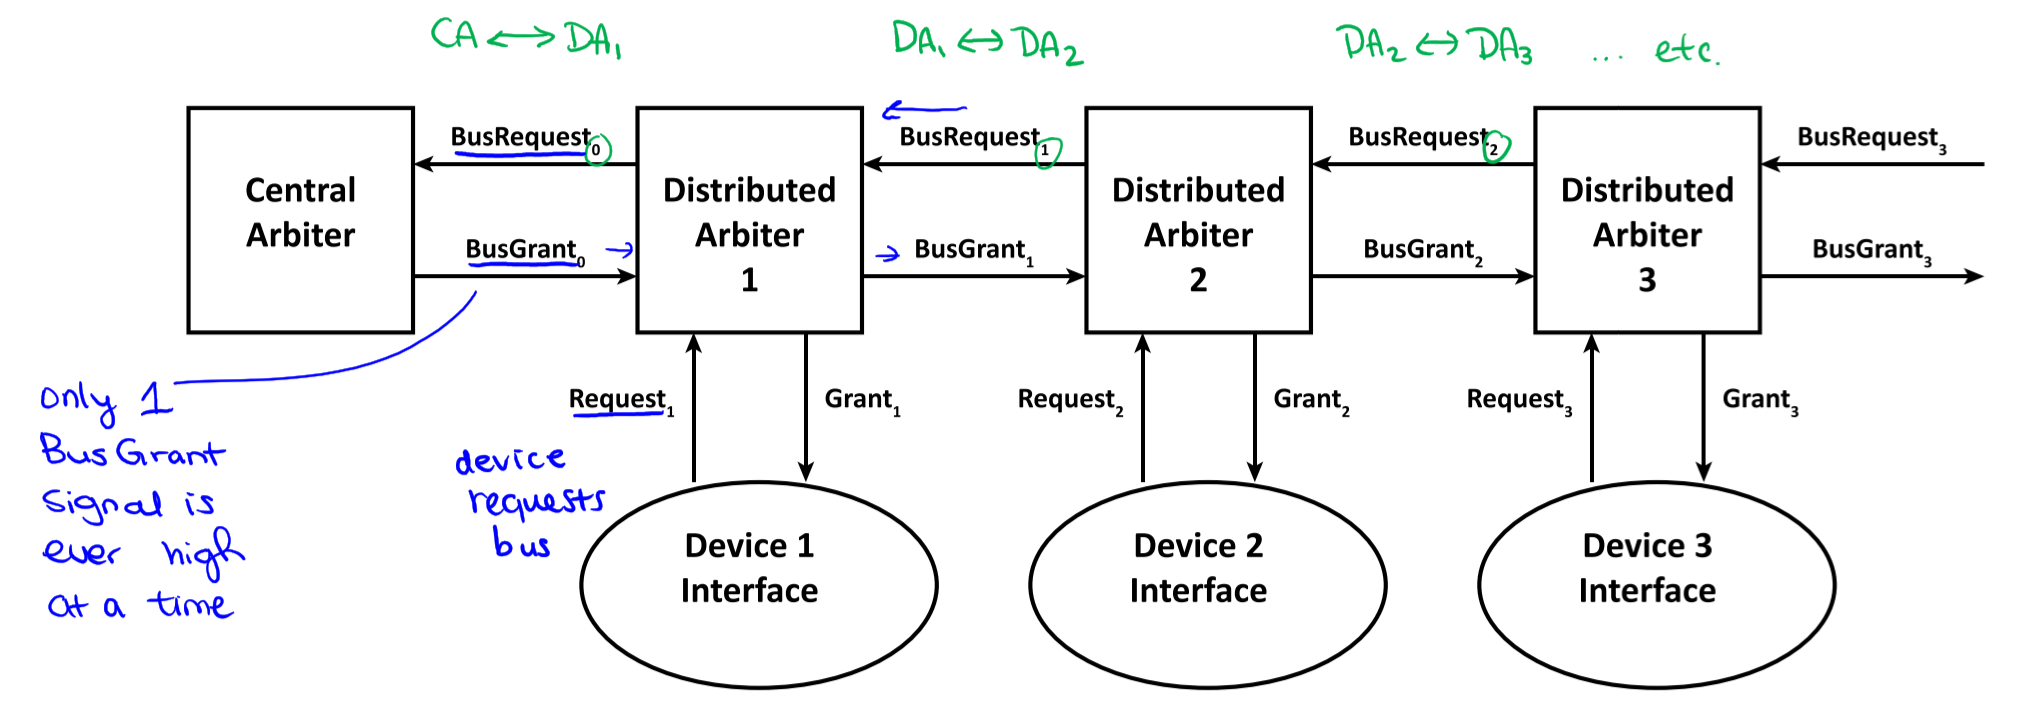 CA ↔ DA₁
DA₁ ↔ DA₂
DA₂ ↔ DA₃ ... etc.
BusRequest₀
BusRequest₁
BusRequest₂
BusRequest₃
Central
Arbiter
Distributed
Arbiter
1
Distributed
Arbiter
2
Distributed
Arbiter
3
BusGrant₀
BusGrant₁
BusGrant₂
BusGrant₃
only 1
BusGrant
signal is
ever high
at a time
Request₁
Grant₁
Request₂
Grant₂
Request₃
Grant₃
device
requests
bus
Device 1
Interface
Device 2
Interface
Device 3
Interface